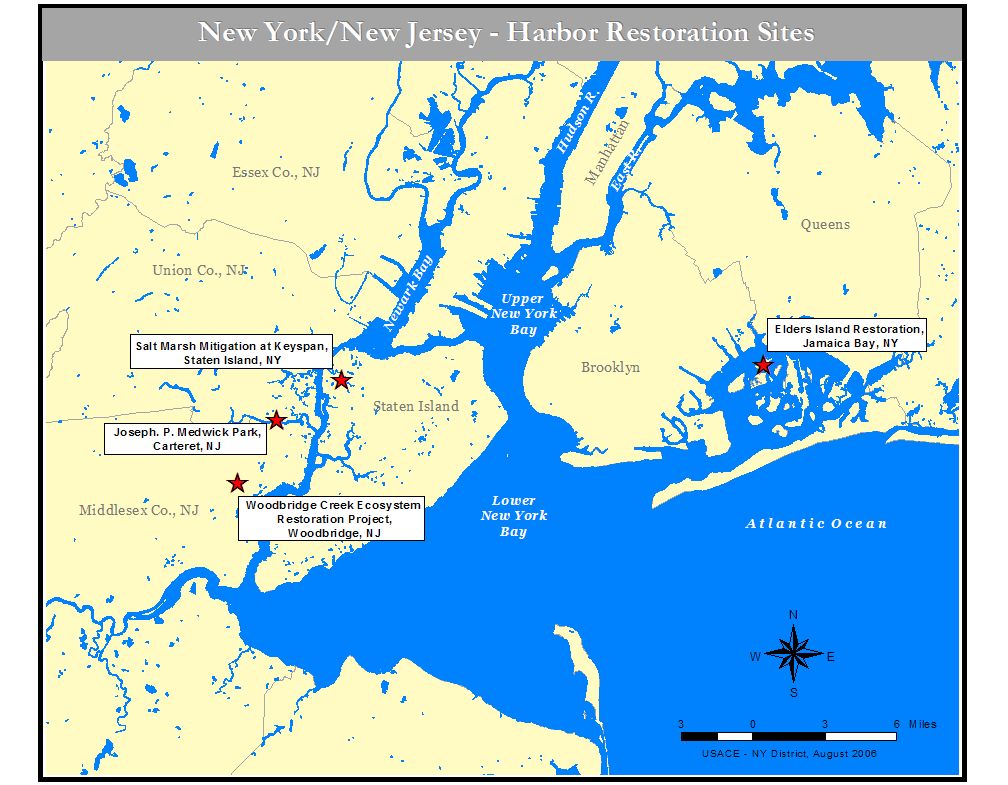 New York/New Jersey - Harbor Restoration Sites
Hudson R.
Manhattan
East R.
Essex Co., NJ
Queens
Union Co., NJ
Newark Bay
Upper
New York
Bay
Elders Island Restoration,
Jamaica Bay, NY
Salt Marsh Mitigation at Keyspan,
Staten Island, NY
Brooklyn
Staten Island
Joseph. P. Medwick Park,
Carteret, NJ
Middlesex Co., NJ
Woodbridge Creek Ecosystem
Restoration Project,
Woodbridge, NJ
Lower
New York
Bay
Atlantic Ocean
N
W E
S
3 0 3 6 Miles
USACE - NY District, August 2006